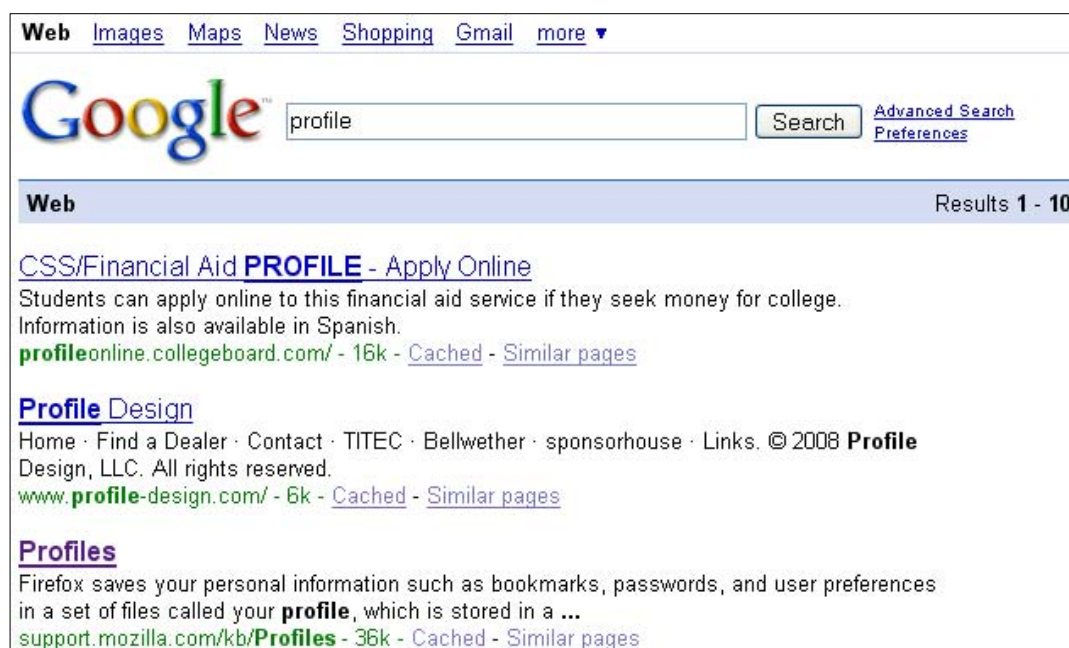 Web Images Maps News Shopping Gmail more ▼
Google™ profile Search Advanced Search
Preferences
Web Results 1 - 10
CSS/Financial Aid PROFILE - Apply Online
Students can apply online to this financial aid service if they seek money for college.
Information is also available in Spanish.
profileonline.collegeboard.com/ - 16k - Cached - Similar pages
Profile Design
Home · Find a Dealer · Contact · TITEC · Bellwether · sponsorhouse · Links. © 2008 Profile
Design, LLC. All rights reserved.
www.profile-design.com/ - 6k - Cached - Similar pages
Profiles
Firefox saves your personal information such as bookmarks, passwords, and user preferences
in a set of files called your profile, which is stored in a ...
support.mozilla.com/kb/Profiles - 36k - Cached - Similar pages